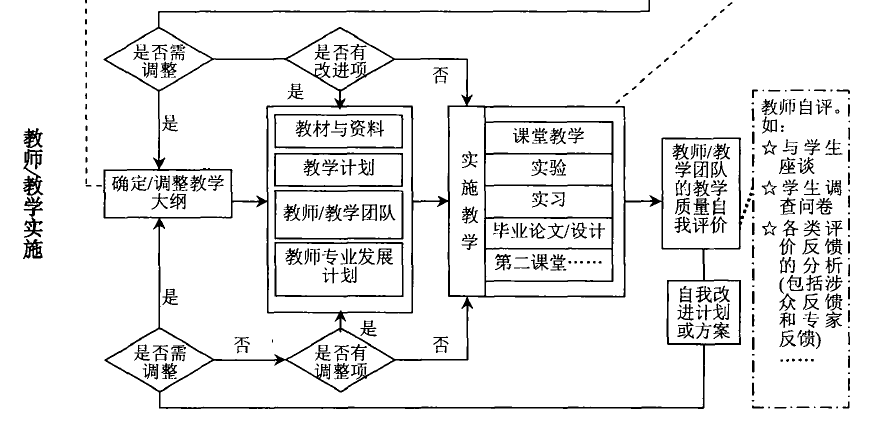 教师/教学实施
是否需
调整
是否有
改进项
否
是
是
教材与资料
教学计划
教师/教学团队
教师专业发展
计划
确定/调整教学
大纲
实施教学
课堂教学
实验
实习
毕业论文/设计
第二课堂……
教师/教
学团队
的教学
质量自
我评价
自我改
进计划
或方案
教师自评。
如:
☆与学生
座谈
☆学生调
查问卷
☆各类评
价反馈
的分析
(包括涉
众反馈
和专家
反馈)
……
是
是否需
调整
否
是
是否有
调整项
否